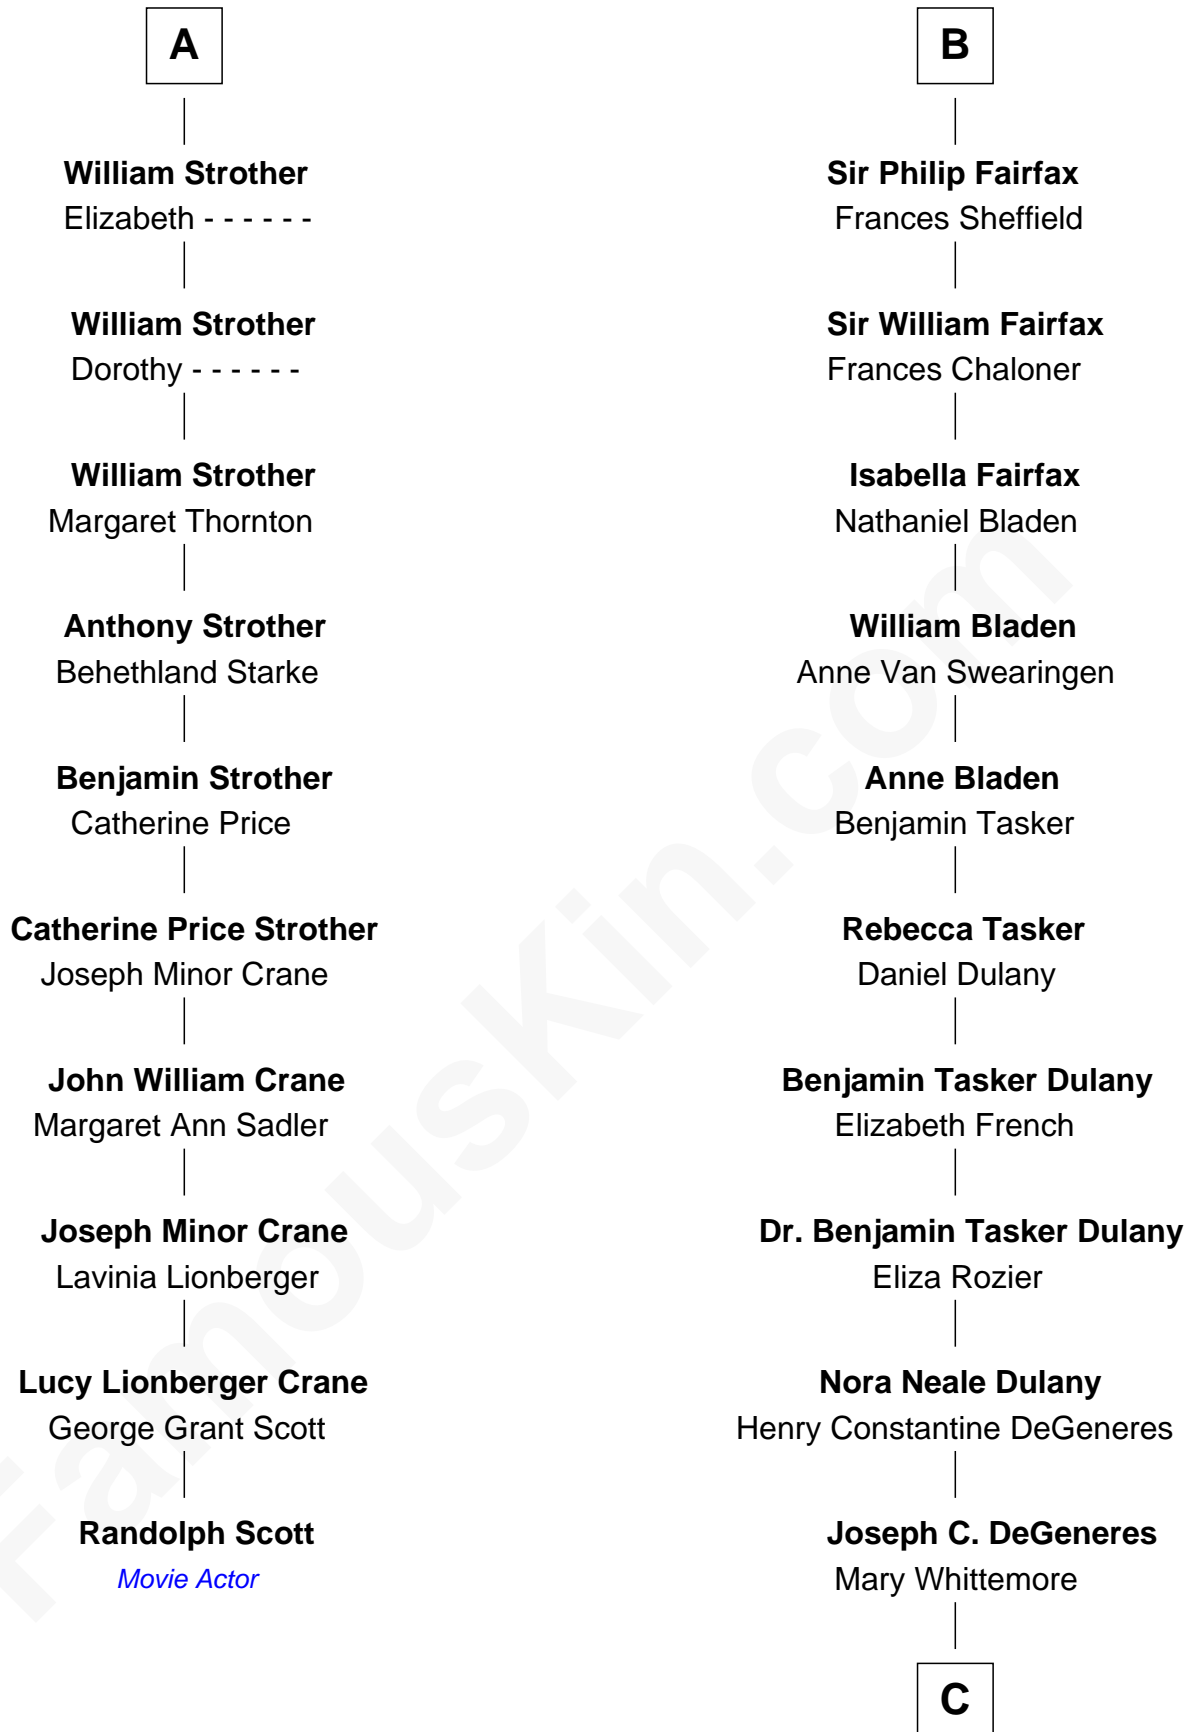 A
William Strother
Elizabeth - - - - - -
William Strother
Dorothy - - - - - -
William Strother
Margaret Thornton
Anthony Strother
Behethland Starke
Benjamin Strother
Catherine Price
Catherine Price Strother
Joseph Minor Crane
John William Crane
Margaret Ann Sadler
Joseph Minor Crane
Lavinia Lionberger
Lucy Lionberger Crane
George Grant Scott
Randolph Scott
Movie Actor
B
Sir Philip Fairfax
Frances Sheffield
Sir William Fairfax
Frances Chaloner
Isabella Fairfax
Nathaniel Bladen
William Bladen
Anne Van Swearingen
Anne Bladen
Benjamin Tasker
Rebecca Tasker
Daniel Dulany
Benjamin Tasker Dulany
Elizabeth French
Dr. Benjamin Tasker Dulany
Eliza Rozier
Nora Neale Dulany
Henry Constantine DeGeneres
Joseph C. DeGeneres
Mary Whittemore
C
FamousKin.com